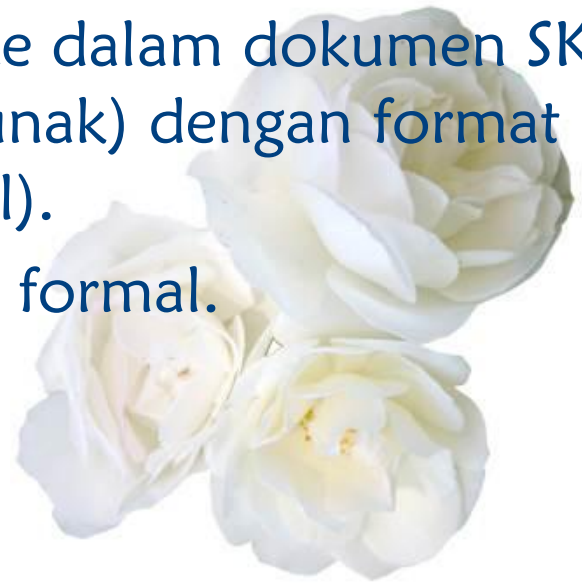 e dalam dokumen SK
unak) dengan format
l).
formal.